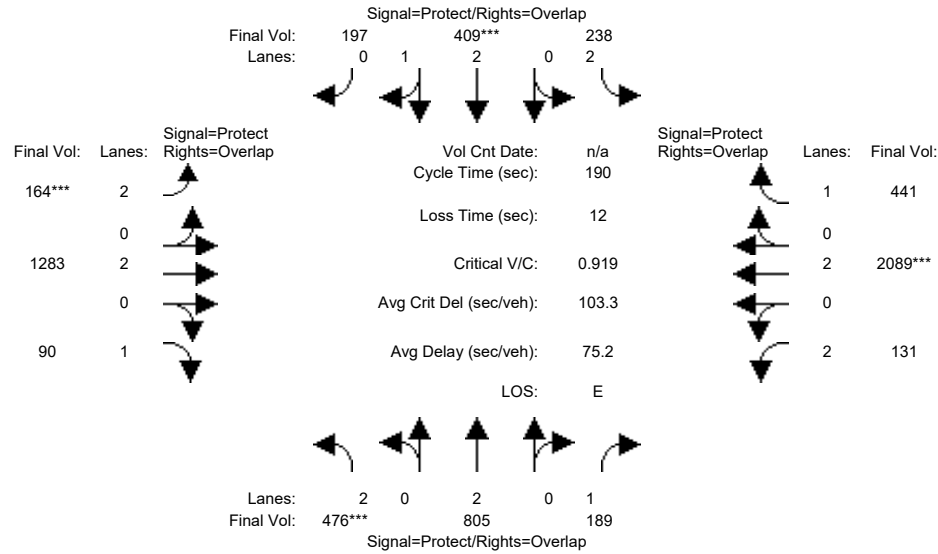 Signal=Protect/Rights=Overlap
Final Vol: 197 409*** 238
Lanes: 0 1 2 0 2
Signal=Protect
Final Vol: Lanes: Rights=Overlap
Vol Cnt Date: n/a
Signal=Protect
Rights=Overlap Lanes: Final Vol:
Cycle Time (sec): 190
164*** 2
1 441
Loss Time (sec): 12
0
0
1283 2
Critical V/C: 0.919
2 2089***
0
Avg Crit Del (sec/veh): 103.3
0
90 1
Avg Delay (sec/veh): 75.2
2 131
LOS: E
Lanes: 2 0 2 0 1
Final Vol: 476*** 805 189
Signal=Protect/Rights=Overlap